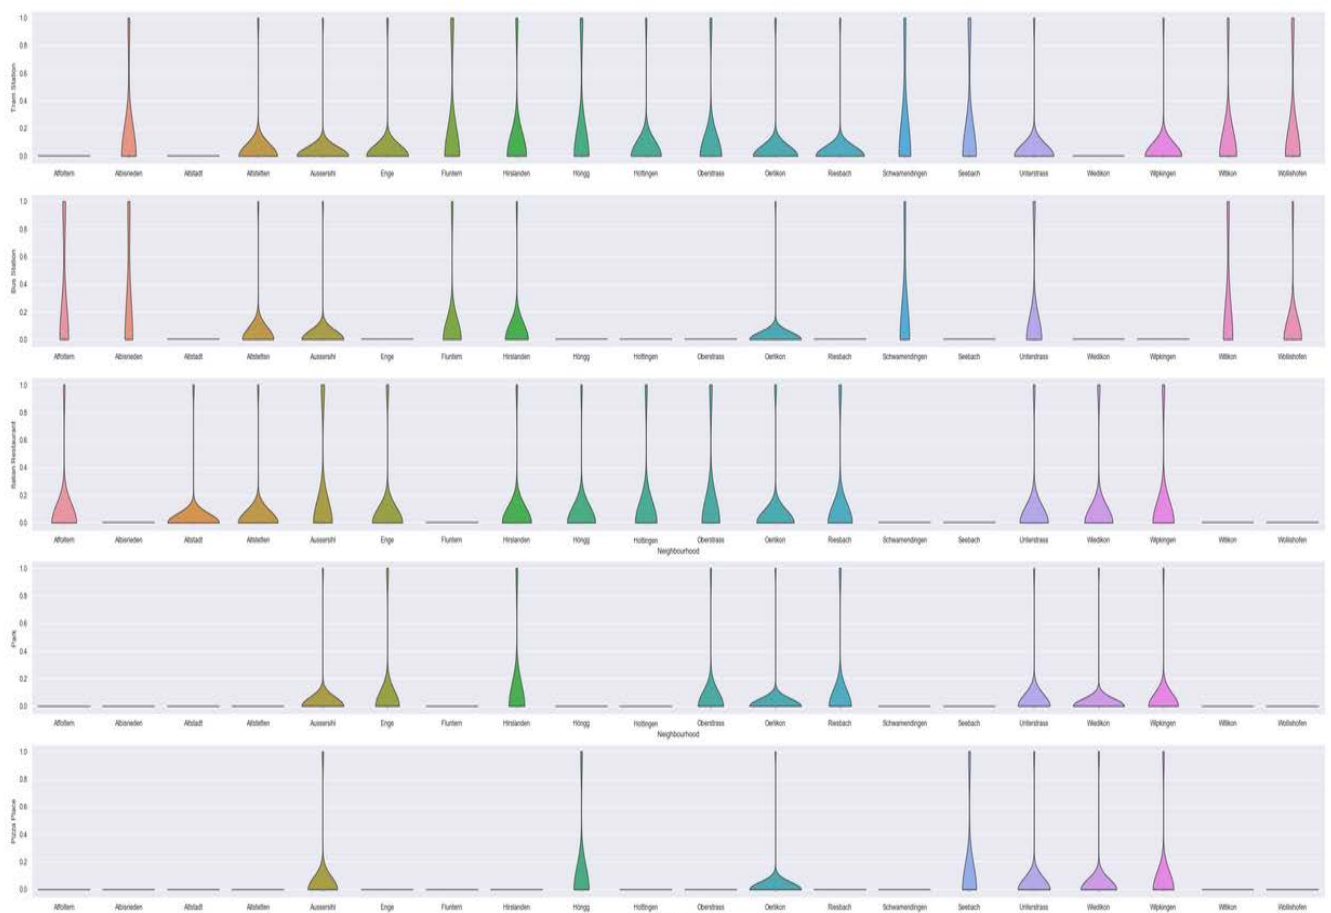 Tram Station
1.0
0.8
0.6
0.4
0.2
0.0
Affoltern Albisrieden Altstadt Altstetten Aussersihl Enge Fluntern Hirslanden Höngg Hottingen Oberstrass Oerlikon Riesbach Schwamendingen Seebach Unterstrass Wiedikon Wipkingen Witikon Wollishofen
Bus Station
1.0
0.8
0.6
0.4
0.2
0.0
Affoltern Albisrieden Altstadt Altstetten Aussersihl Enge Fluntern Hirslanden Höngg Hottingen Oberstrass Oerlikon Riesbach Schwamendingen Seebach Unterstrass Wiedikon Wipkingen Witikon Wollishofen
Italian Restaurant
1.0
0.8
0.6
0.4
0.2
0.0
Affoltern Albisrieden Altstadt Altstetten Aussersihl Enge Fluntern Hirslanden Höngg Hottingen Oberstrass Oerlikon Riesbach Schwamendingen Seebach Unterstrass Wiedikon Wipkingen Witikon Wollishofen
Neighbourhood
Park
1.0
0.8
0.6
0.4
0.2
0.0
Affoltern Albisrieden Altstadt Altstetten Aussersihl Enge Fluntern Hirslanden Höngg Hottingen Oberstrass Oerlikon Riesbach Schwamendingen Seebach Unterstrass Wiedikon Wipkingen Witikon Wollishofen
Neighbourhood
Pizza Place
1.0
0.8
0.6
0.4
0.2
0.0
Affoltern Albisrieden Altstadt Altstetten Aussersihl Enge Fluntern Hirslanden Höngg Hottingen Oberstrass Oerlikon Riesbach Schwamendingen Seebach Unterstrass Wiedikon Wipkingen Witikon Wollishofen